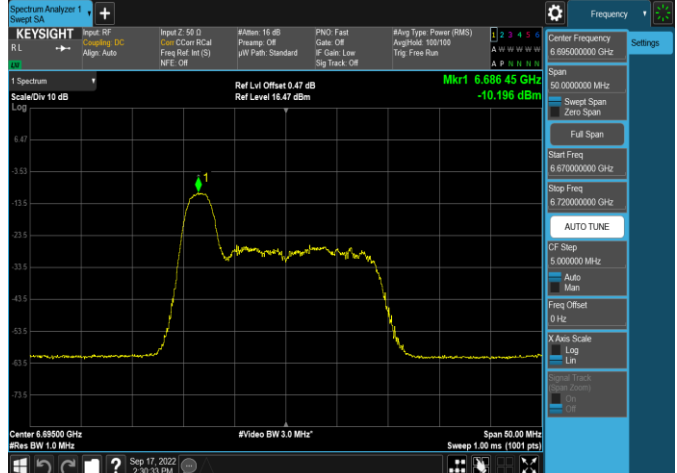 Spectrum Analyzer 1
Swept SA
Frequency
KEYSIGHT
Input: RF
Input Z: 50 Ω
#Atten: 16 dB
PNO: Fast
#Avg Type: Power (RMS)
1 2 3 4 5 6
RL
Coupling: DC
Corr CCorr RCal
Preamp: Off
Gate: Off
Avg|Hold: 100/100
A W W W W W
Align: Auto
Freq Ref: Int (S)
µW Path: Standard
IF Gain: Low
Trig: Free Run
NFE: Off
Sig Track: Off
A P N N N N
1 Spectrum
Ref Lvl Offset 0.47 dB
Mkr1 6.686 45 GHz
Scale/Div 10 dB
Ref Level 16.47 dBm
-10.196 dBm
Log
6.47
-3.53
1
-13.5
-23.5
-33.5
-43.5
-53.5
-63.5
-73.5
Center 6.69500 GHz
#Video BW 3.0 MHz*
Span 50.00 MHz
#Res BW 1.0 MHz
Sweep 1.00 ms (1001 pts)
Center Frequency
6.695000000 GHz
Settings
Span
50.0000000 MHz
Swept Span
Zero Span
Full Span
Start Freq
6.670000000 GHz
Stop Freq
6.720000000 GHz
AUTO TUNE
CF Step
5.000000 MHz
Auto
Man
Freq Offset
0 Hz
X Axis Scale
Log
Lin
Signal Track
(Span Zoom)
On
Off
Sep 17, 2022
2:30:33 PM